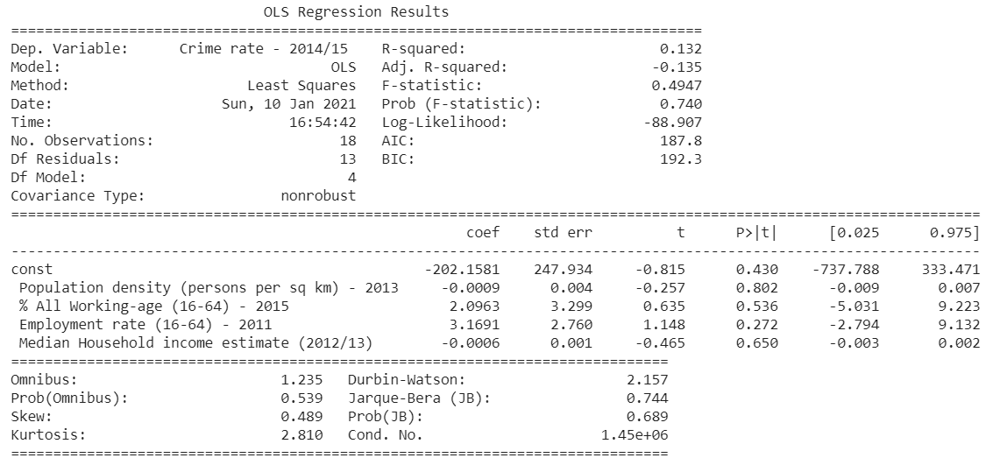 OLS Regression Results
==============================================================================
Dep. Variable: Crime rate - 2014/15 R-squared: 0.132
Model: OLS Adj. R-squared: -0.135
Method: Least Squares F-statistic: 0.4947
Date: Sun, 10 Jan 2021 Prob (F-statistic): 0.740
Time: 16:54:42 Log-Likelihood: -88.907
No. Observations: 18 AIC: 187.8
Df Residuals: 13 BIC: 192.3
Df Model: 4
Covariance Type: nonrobust
==============================================================================================================
coef std err t P>|t| [0.025 0.975]
--------------------------------------------------------------------------------------------------------------
const -202.1581 247.934 -0.815 0.430 -737.788 333.471
Population density (persons per sq km) - 2013 -0.0009 0.004 -0.257 0.802 -0.009 0.007
% All Working-age (16-64) - 2015 2.0963 3.299 0.635 0.536 -5.031 9.223
Employment rate (16-64) - 2011 3.1691 2.760 1.148 0.272 -2.794 9.132
Median Household income estimate (2012/13) -0.0006 0.001 -0.465 0.650 -0.003 0.002
==============================================================================
Omnibus: 1.235 Durbin-Watson: 2.157
Prob(Omnibus): 0.539 Jarque-Bera (JB): 0.744
Skew: 0.489 Prob(JB): 0.689
Kurtosis: 2.810 Cond. No. 1.45e+06
==============================================================================